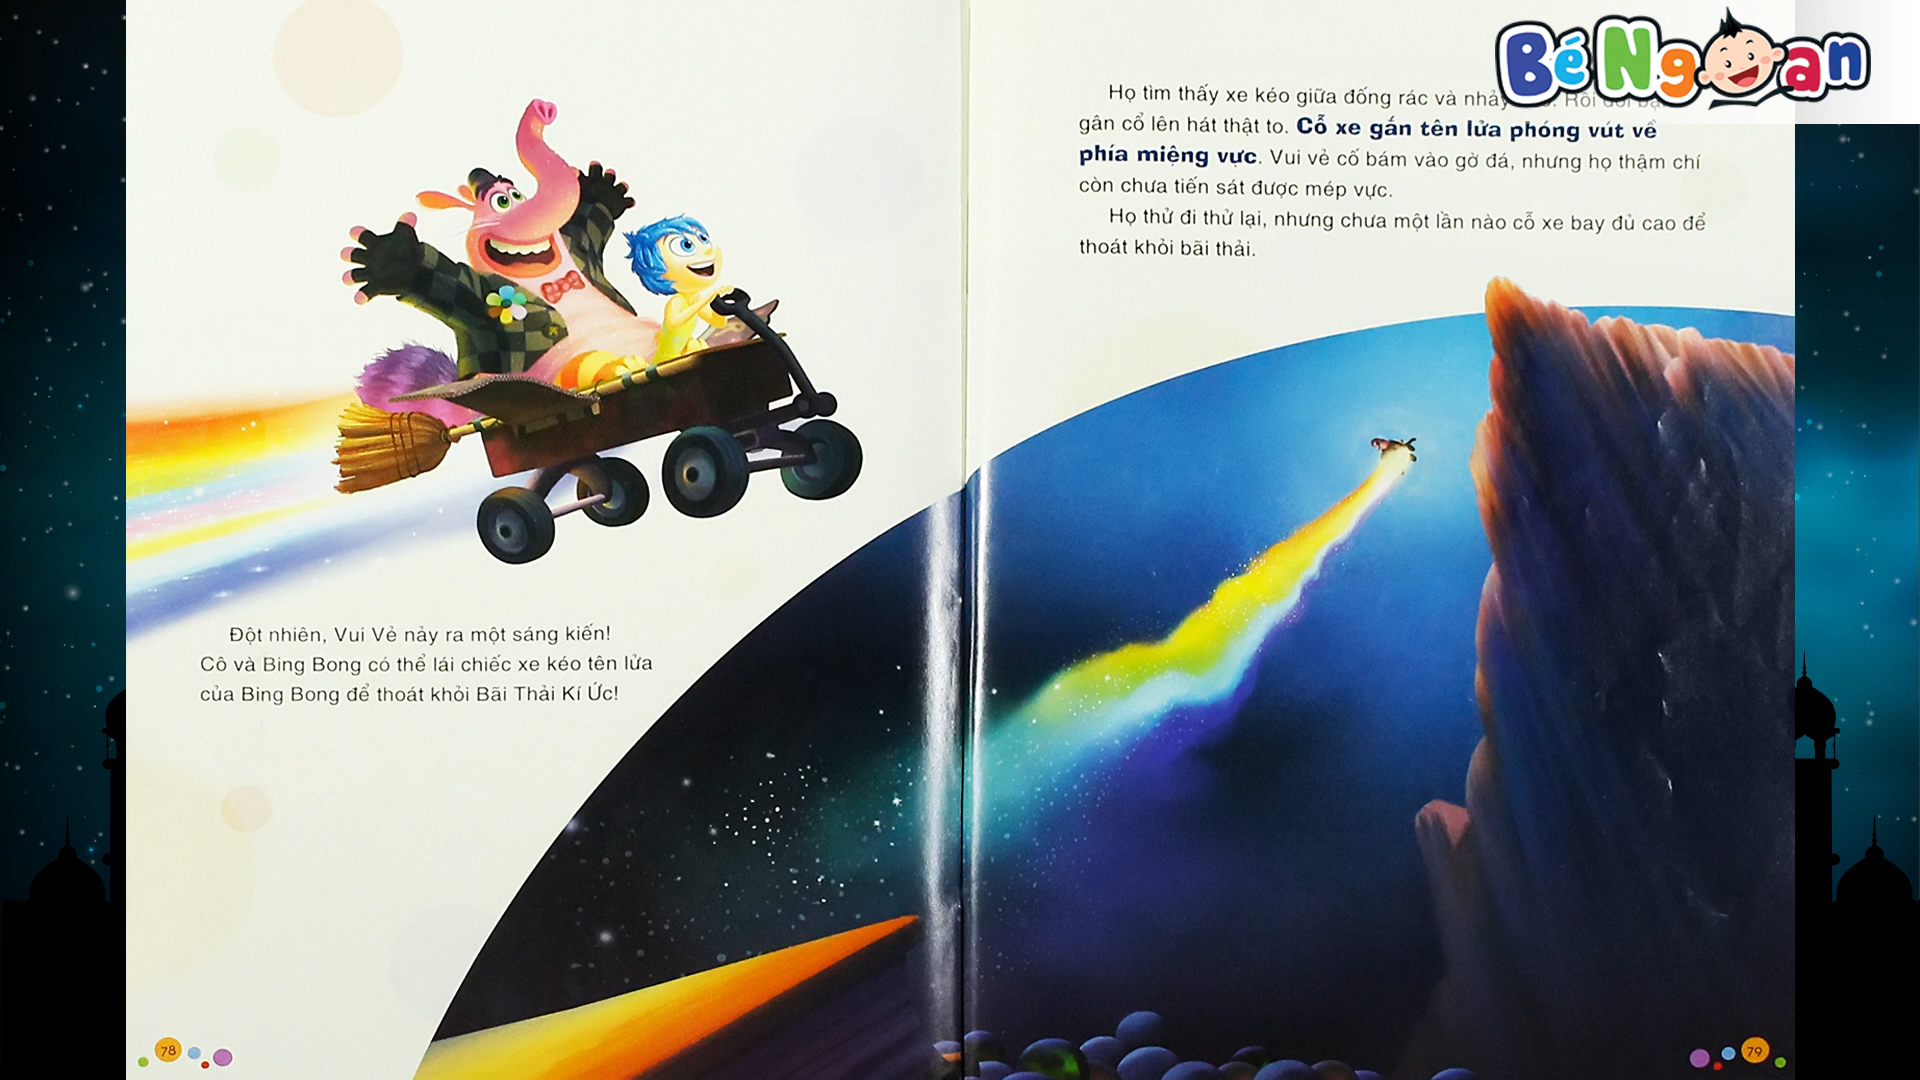 Bé Ngoan
Đột nhiên, Vui Vẻ nảy ra một sáng kiến!
Cô và Bing Bong có thể lái chiếc xe kéo tên lửa
của Bing Bong để thoát khỏi Bãi Thải Kí Ức!
78
Họ tìm thấy xe kéo giữa đống rác và nhảy
gân cổ lên hát thật to. Cỗ xe gắn tên lửa phóng vút về
phía miệng vực. Vui vẻ cố bám vào gờ đá, nhưng họ thậm chí
còn chưa tiến sát được mép vực.
Họ thử đi thử lại, nhưng chưa một lần nào cỗ xe bay đủ cao để
thoát khỏi bãi thải.
79